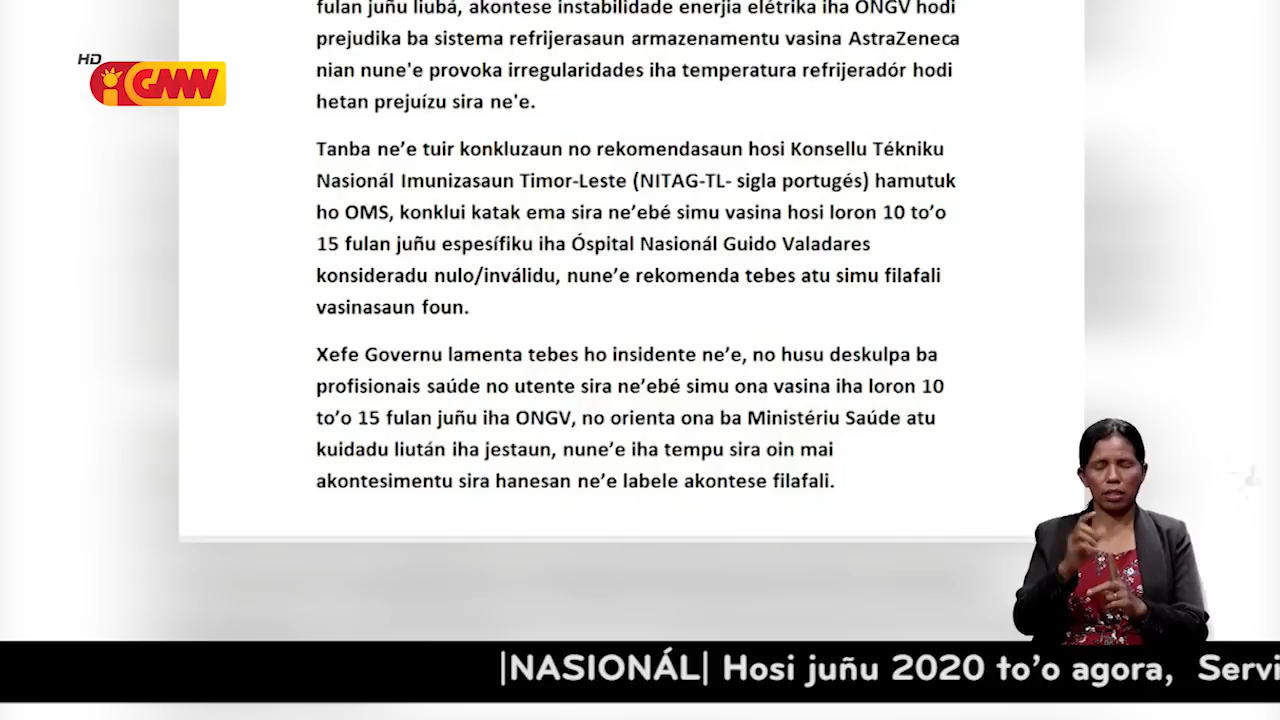 fulan juñu liubá, akontese instabilidade enerjia elétrika iha ONGV hodi
prejudika ba sistema refrijerasaun armazenamentu vasina AstraZeneca
nian nune'e provoka irregularidades iha temperatura refrijeradór hodi
hetan prejuízu sira ne'e.
Tanba ne’e tuir konkluzaun no rekomendasaun hosi Konsellu Tékniku
Nasionál Imunizasaun Timor-Leste (NITAG-TL- sigla portugés) hamutuk
ho OMS, konklui katak ema sira ne’ebé simu vasina hosi loron 10 to’o
15 fulan juñu espesífiku iha Óspital Nasionál Guido Valadares
konsideradu nulo/inválidu, nune’e rekomenda tebes atu simu filafali
vasinasaun foun.
Xefe Governu lamenta tebes ho insidente ne’e, no husu deskulpa ba
profisionais saúde no utente sira ne’ebé simu ona vasina iha loron 10
to’o 15 fulan juñu iha ONGV, no orienta ona ba Ministériu Saúde atu
kuidadu liután iha jestaun, nune’e iha tempu sira oin mai
akontesimentu sira hanesan ne’e labele akontese filafali.
HD
GMN
|NASIONÁL| Hosi juñu 2020 to’o agora, Servi